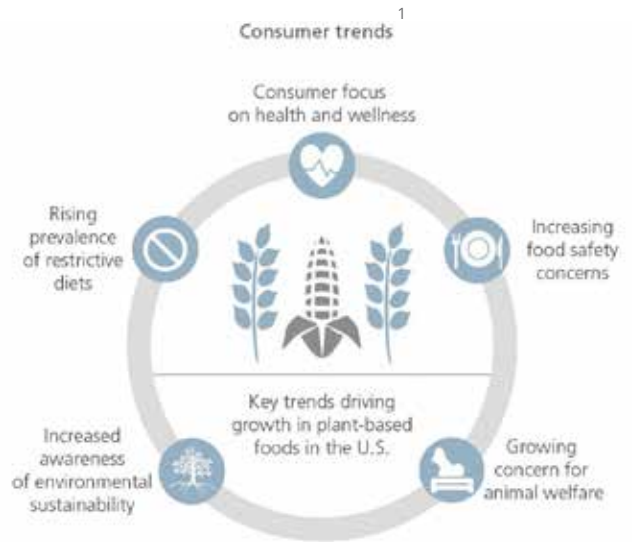 1
Consumer trends
Consumer focus
on health and wellness
Rising
prevalence
of restrictive
diets
Increasing
food safety
concerns
Key trends driving
growth in plant-based
foods in the U.S.
Increased
awareness
of environmental
sustainability
Growing
concern for
animal welfare